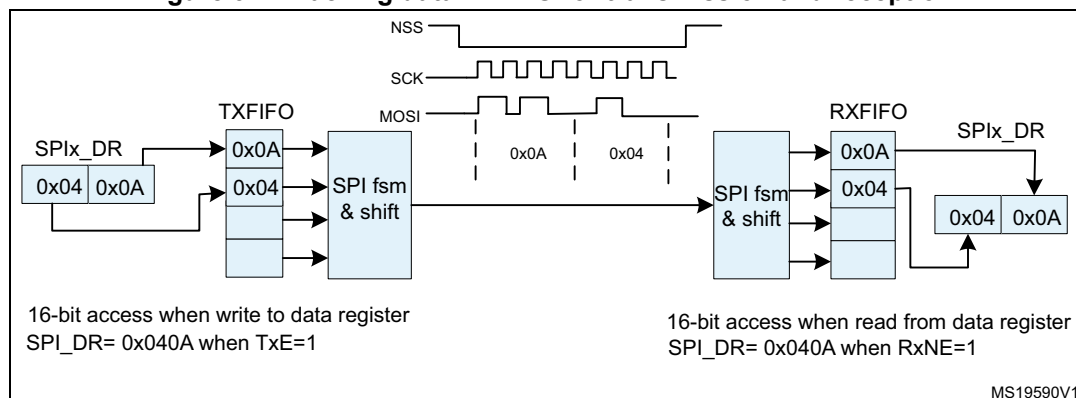 NSS
SCK
MOSI
TXFIFO
RXFIFO
SPIx_DR
SPIx_DR
0x04 0x0A
0x0A
0x04
SPI fsm
& shift
0x0A
0x04
SPI fsm
& shift
0x0A
0x04
0x04 0x0A
16-bit access when write to data register
SPI_DR= 0x040A when TxE=1
16-bit access when read from data register
SPI_DR= 0x040A when RxNE=1
MS19590V1